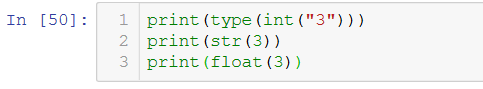 In [50]: 1 print(type(int("3")))
2 print(str(3))
3 print(float(3))